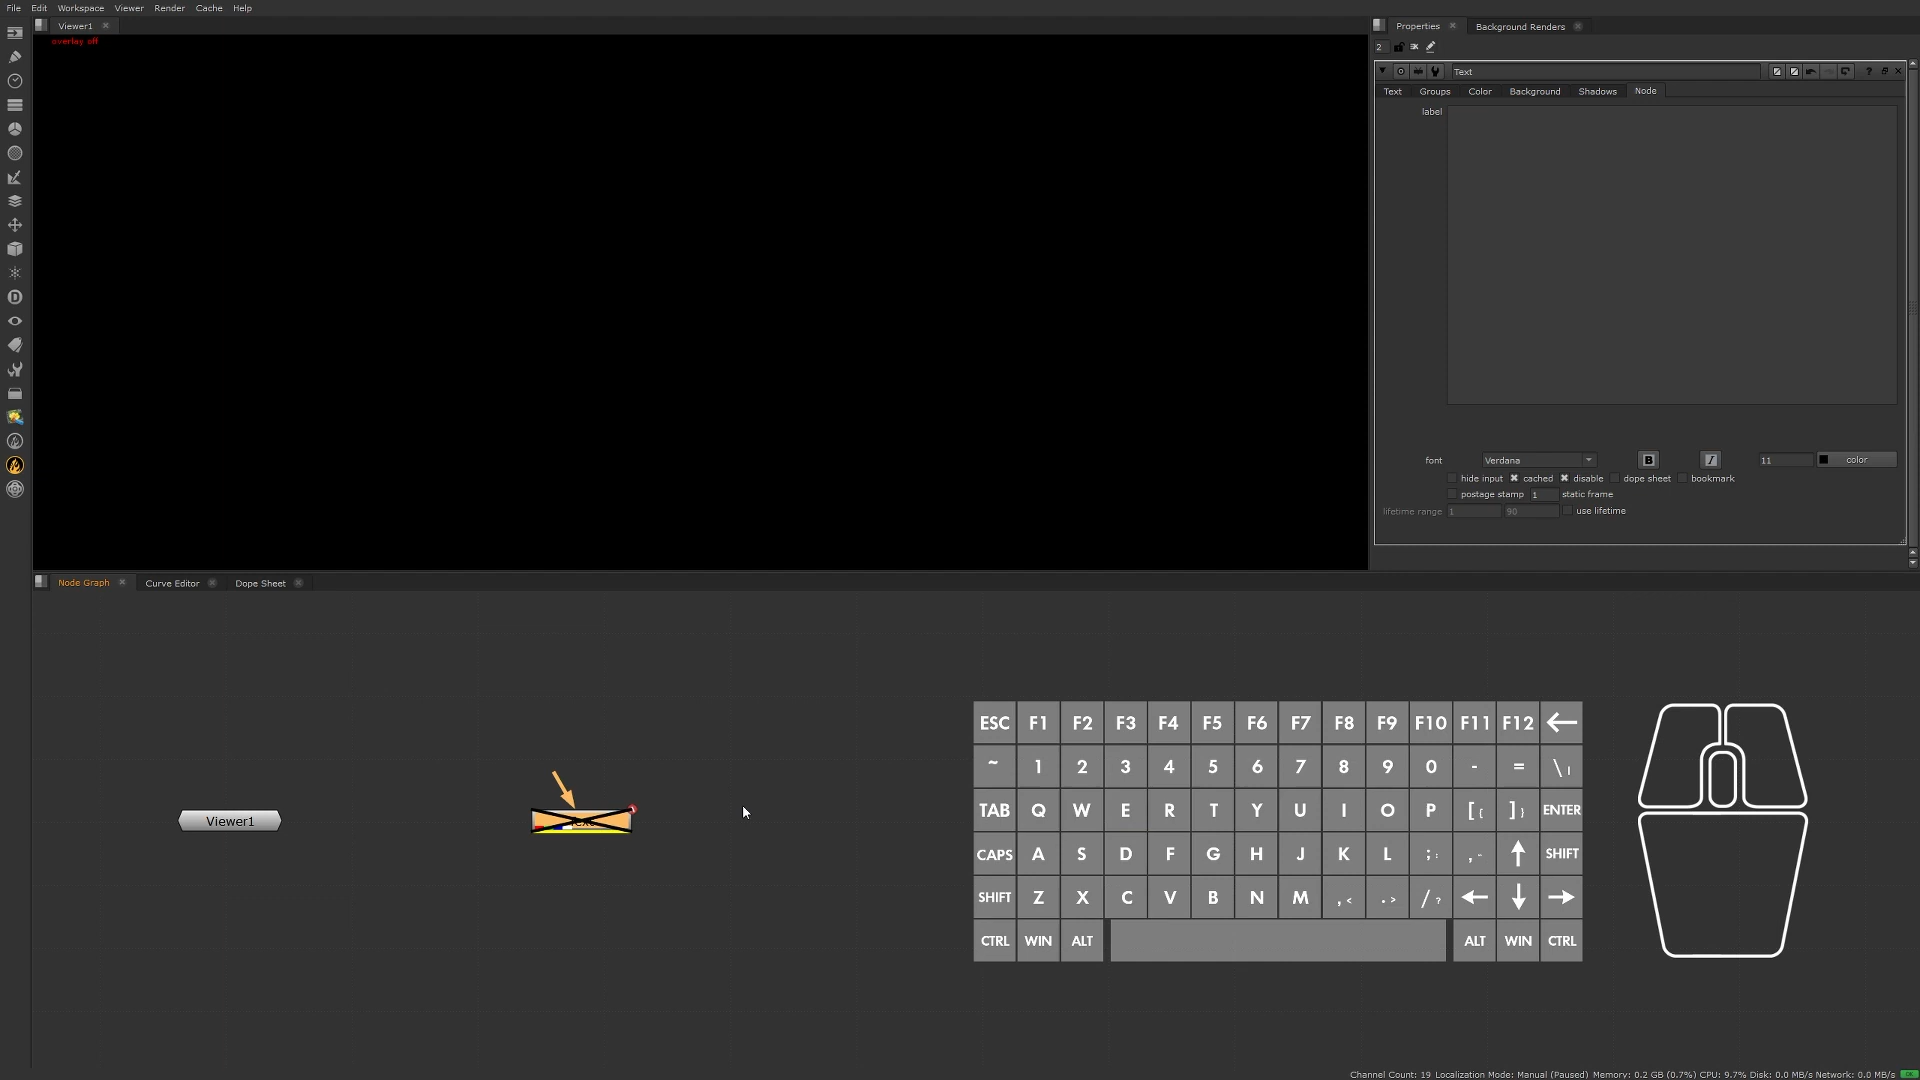 File Edit Workspace Viewer Render Cache Help
Viewer1
overlay off
Properties Background Renders
2
Text
Text Groups Color Background Shadows Node
label
font Verdana B I 11 color
hide input cached disable dope sheet bookmark
postage stamp 1 static frame
lifetime range 1 90 use lifetime
Node Graph Curve Editor Dope Sheet
Viewer1
ESC F1 F2 F3 F4 F5 F6 F7 F8 F9 F10 F11 F12 ←
~ 1 2 3 4 5 6 7 8 9 0 - = \ |
TAB Q W E R T Y U I O P [ { ] } ENTER
CAPS A S D F G H J K L ; : , - ↑ SHIFT
SHIFT Z X C V B N M , < . > / ? ← ↓ →
CTRL WIN ALT ALT WIN CTRL
Channel Count: 19 Localization Mode: Manual (Paused) Memory: 0.2 GB (0.7%) CPU: 9.7% Disk: 0.0 MB/s Network: 0.0 MB/s